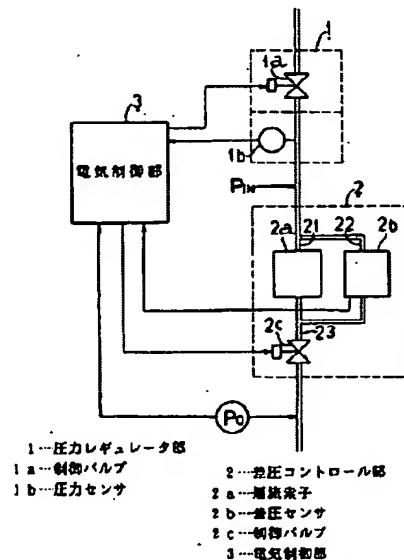 1
1a
3
電気制御部
1b
PIN
2
2a
21
22
2b
23
2c
P0
1…圧力レギュレータ部
1a…制御バルブ
1b…圧力センサ
2…差圧コントロール部
2a…層流素子
2b…差圧センサ
2c…制御バルブ
3…電気制御部